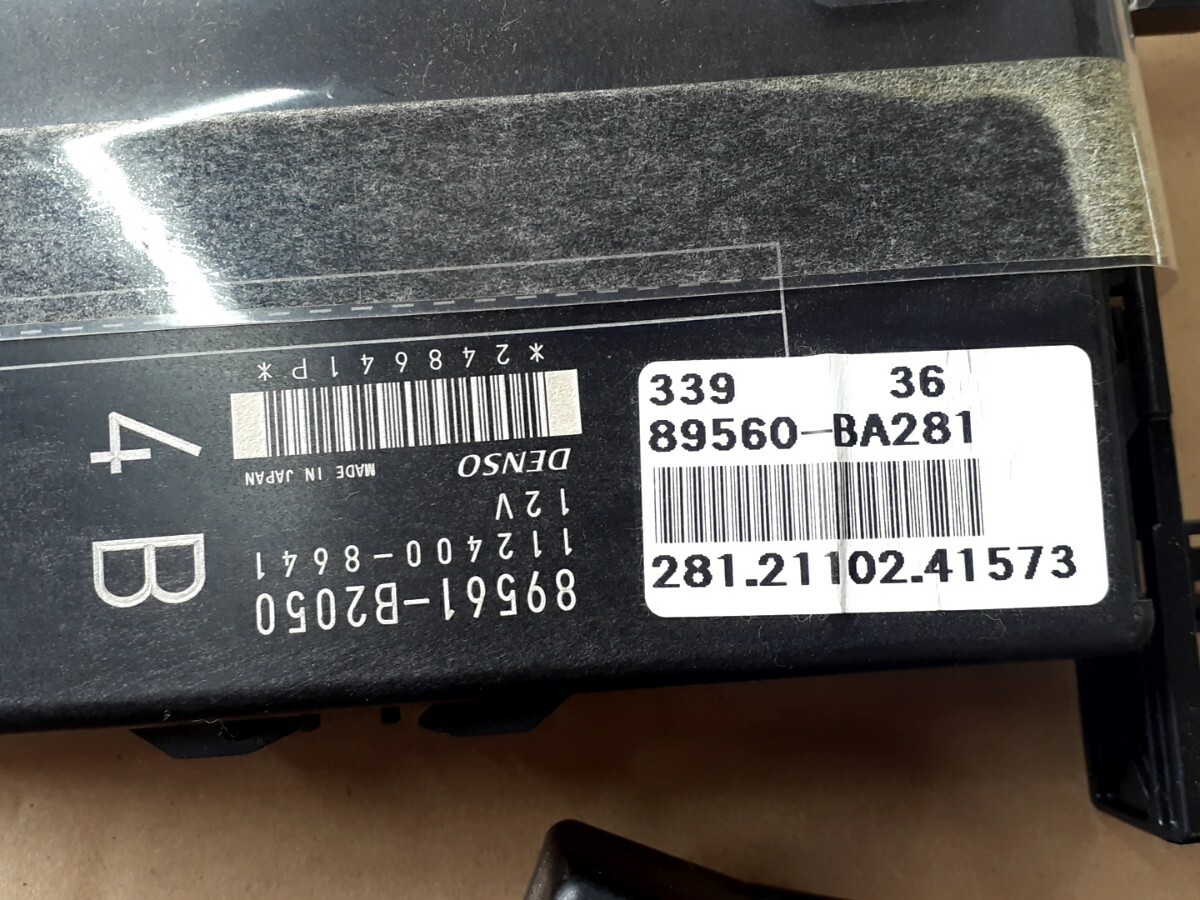 339 36
89560-BA281
281.21102.41573
89561-B2050
112400-8641
12V
DENSO MADE IN JAPAN
*248641P*
B 4